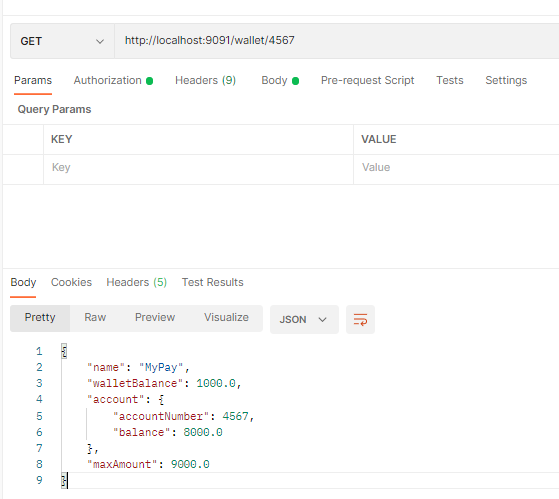 GET http://localhost:9091/wallet/4567
Params Authorization Headers (9) Body Pre-request Script Tests Settings
Query Params
KEY VALUE
Key Value
Body Cookies Headers (5) Test Results
Pretty Raw Preview Visualize JSON
1 {
2 "name": "MyPay",
3 "walletBalance": 1000.0,
4 "account": {
5 "accountNumber": 4567,
6 "balance": 8000.0
7 },
8 "maxAmount": 9000.0
9 }